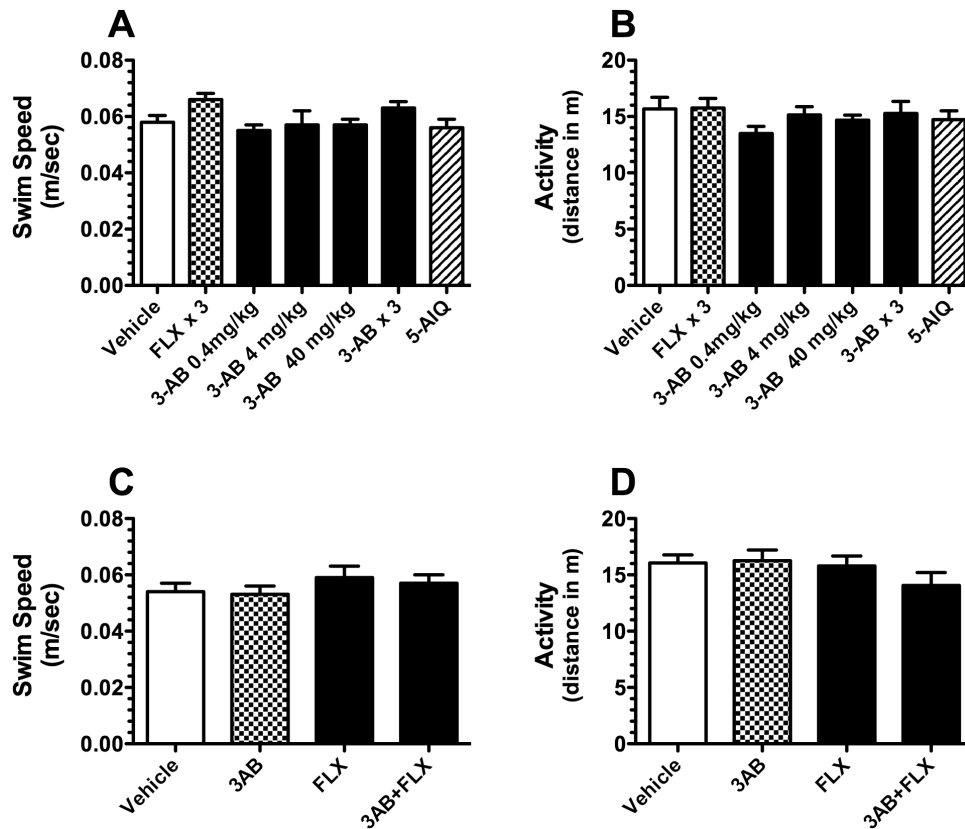 A
B
Swim Speed
(m/sec)
0.08
0.06
0.04
0.02
0.00
Vehicle
FLX x 3
3-AB 0.4mg/kg
3-AB 4 mg/kg
3-AB 40 mg/kg
3-AB x 3
5-AIQ
Activity
(distance in m)
20
15
10
5
0
Vehicle
FLX x 3
3-AB 0.4mg/kg
3-AB 4 mg/kg
3-AB 40 mg/kg
3-AB x 3
5-AIQ
C
D
Swim Speed
(m/sec)
0.08
0.06
0.04
0.02
0.00
Vehicle
3AB
FLX
3AB+FLX
Activity
(distance in m)
20
15
10
5
0
Vehicle
3AB
FLX
3AB+FLX